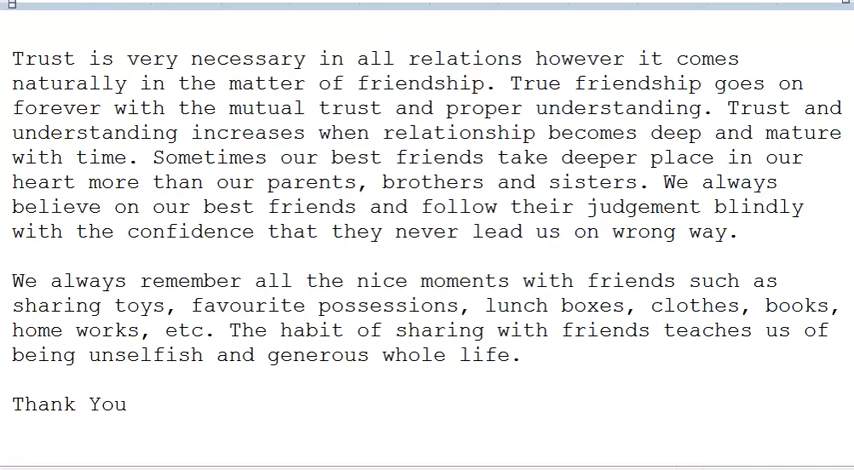 Trust is very necessary in all relations however it comes
naturally in the matter of friendship. True friendship goes on
forever with the mutual trust and proper understanding. Trust and
understanding increases when relationship becomes deep and mature
with time. Sometimes our best friends take deeper place in our
heart more than our parents, brothers and sisters. We always
believe on our best friends and follow their judgement blindly
with the confidence that they never lead us on wrong way.
We always remember all the nice moments with friends such as
sharing toys, favourite possessions, lunch boxes, clothes, books,
home works, etc. The habit of sharing with friends teaches us of
being unselfish and generous whole life.
Thank You